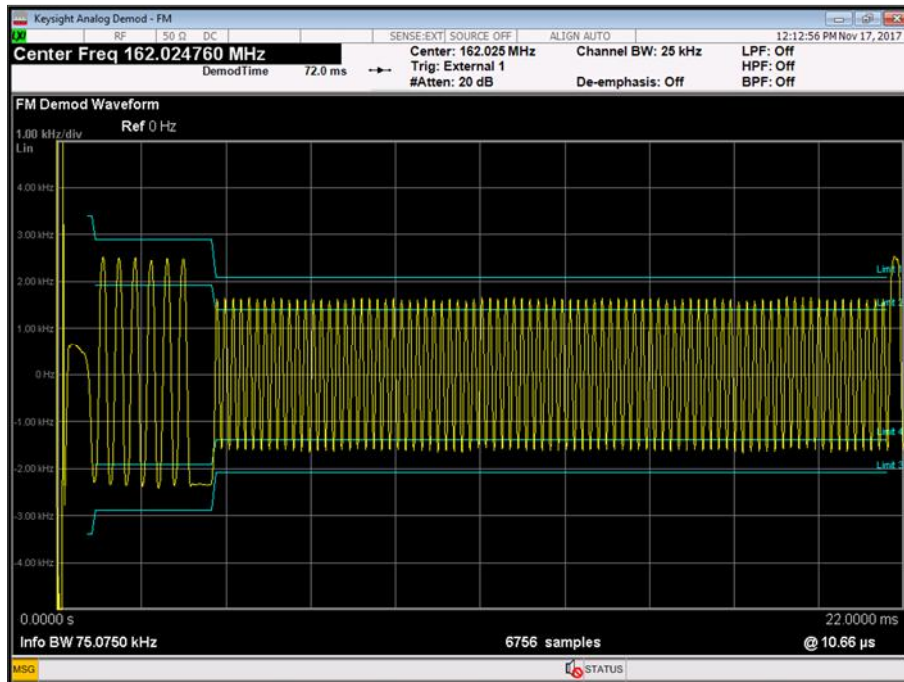 Keysight Analog Demod - FM
LXI RF 50 Ω DC SENSE:EXT SOURCE OFF ALIGN AUTO 12:12:56 PM Nov 17, 2017
Center Freq 162.024760 MHz Center: 162.025 MHz Channel BW: 25 kHz LPF: Off
DemodTime 72.0 ms Trig: External 1 HPF: Off
#Atten: 20 dB De-emphasis: Off BPF: Off
FM Demod Waveform
1.00 kHz/div Ref 0 Hz
Lin
4.00 kHz
3.00 kHz
2.00 kHz
Limit 1
Limit 2
1.00 kHz
0 Hz
-1.00 kHz
Limit 4
Limit 3
-2.00 kHz
-3.00 kHz
-4.00 kHz
0.0000 s 22.0000 ms
Info BW 75.0750 kHz 6756 samples @ 10.66 µs
MSG STATUS